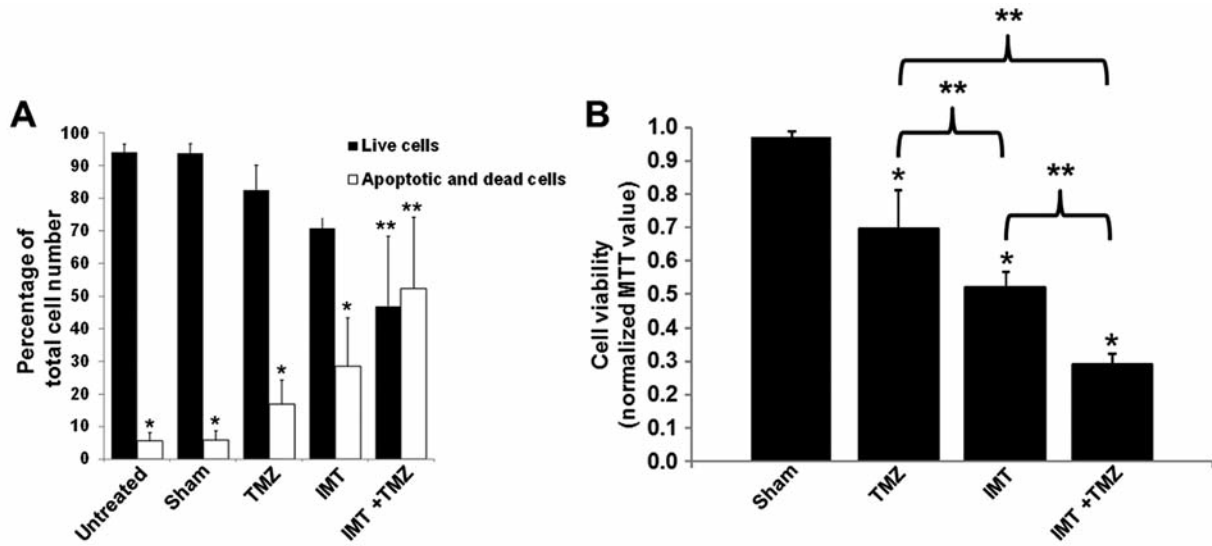 A
Percentage of
total cell number
100
90
80
70
60
50
40
30
20
10
0
Live cells
Apoptotic and dead cells
*
*
*
*
**
**
Untreated
Sham
TMZ
IMT
IMT +TMZ
B
Cell viability
(normalized MTT value)
1.0
0.9
0.8
0.7
0.6
0.5
0.4
0.3
0.2
0.1
0.0
**
**
**
*
*
*
Sham
TMZ
IMT
IMT +TMZ